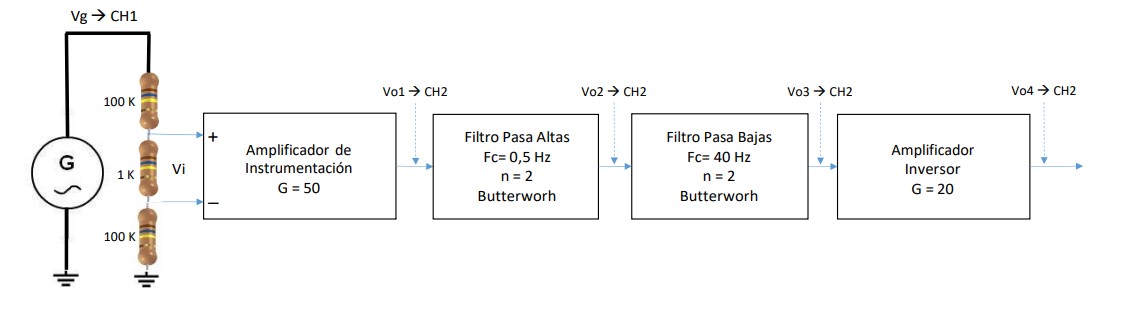 Vg → CH1
100 K
1 K
100 K
G
Vi
+
–
Amplificador de
Instrumentación
G = 50
Vo1 → CH2
Filtro Pasa Altas
Fc= 0,5 Hz
n = 2
Butterworh
Vo2 → CH2
Filtro Pasa Bajas
Fc= 40 Hz
n = 2
Butterworh
Vo3 → CH2
Amplificador
Inversor
G = 20
Vo4 → CH2